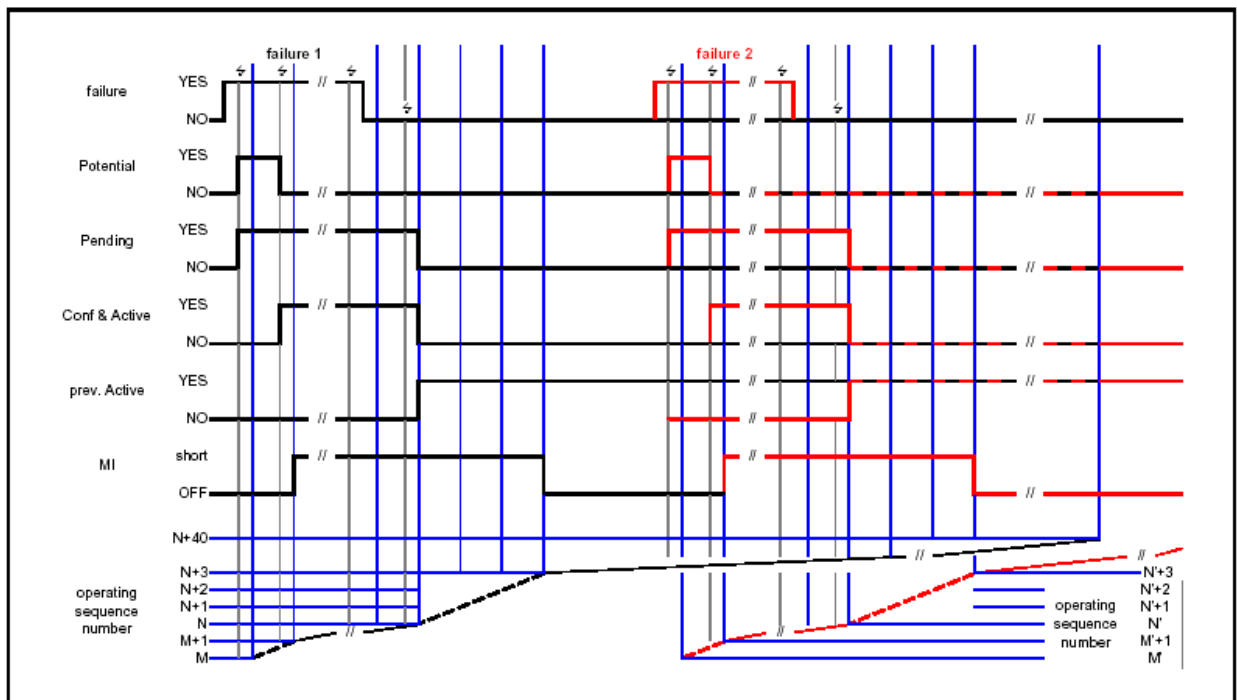 failure 1
failure 2
failure
YES
//
//
NO
//
Potential
YES
NO
//
//
//
Pending
YES
//
//
NO
//
Conf & Active
YES
//
//
NO
//
prev. Active
YES
//
//
NO
//
MI
short
//
//
OFF
//
N+40
//
//
N+3
N'+3
operating
sequence
number
N+2
N'+2
N+1
operating
sequence
number
N'+1
N
//
//
N'
M+1
M'+1
M
M'